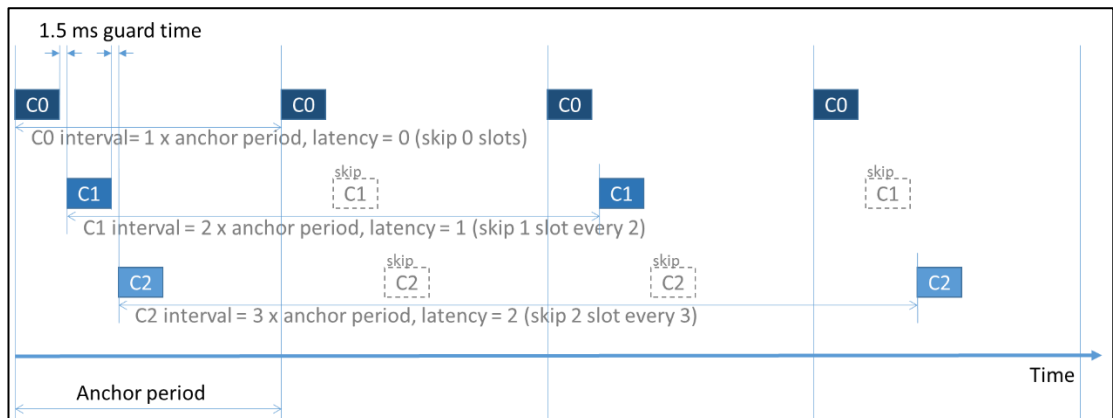 1.5 ms guard time
C0 C0 C0 C0
C0 interval= 1 x anchor period, latency = 0 (skip 0 slots)
skip skip
C1 C1 C1 C1
C1 interval = 2 x anchor period, latency = 1 (skip 1 slot every 2)
skip skip
C2 C2 C2 C2
C2 interval = 3 x anchor period, latency = 2 (skip 2 slot every 3)
Time
Anchor period